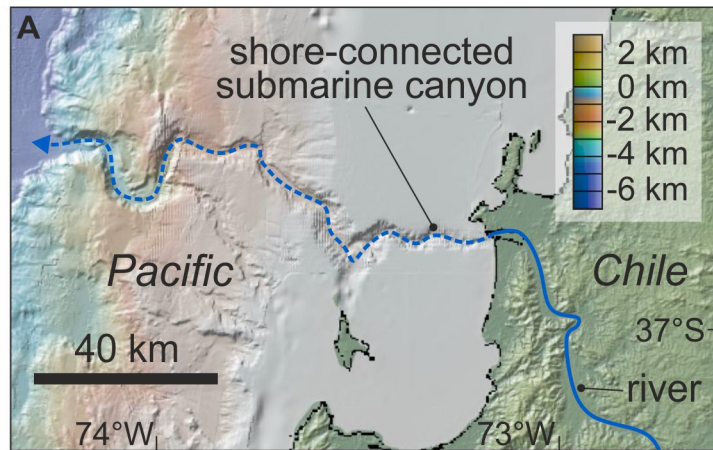 A
shore-connected
submarine canyon
2 km
0 km
-2 km
-4 km
-6 km
Pacific
Chile
37°S
40 km
river
74°W
73°W